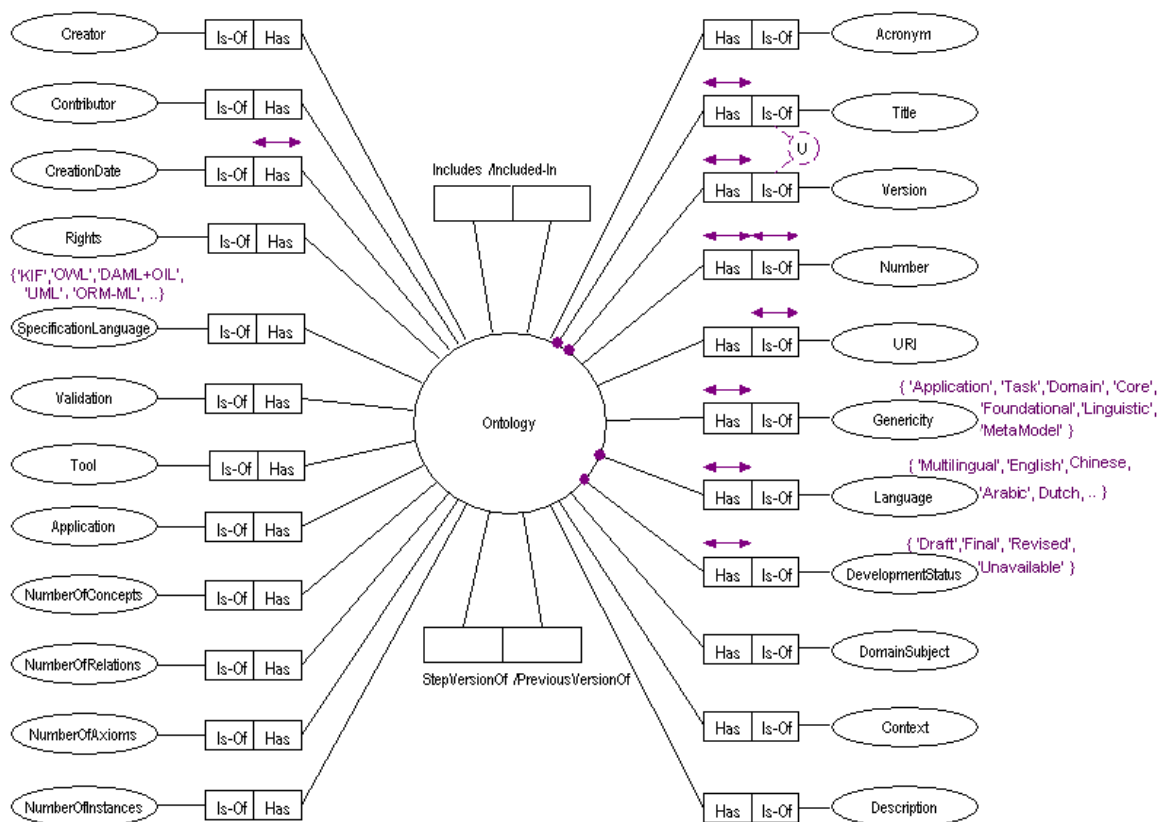 Creator Is-Of Has
Contributor Is-Of Has
CreationDate Is-Of Has
Rights Is-Of Has
{'KIF','OWL','DAML+OIL',
'UML', 'ORM-ML', ..}
SpecificationLanguage Is-Of Has
Validation Is-Of Has
Tool Is-Of Has
Application Is-Of Has
NumberOfConcepts Is-Of Has
NumberOfRelations Is-Of Has
NumberOfAxioms Is-Of Has
NumberOfInstances Is-Of Has
Includes /Included-In
Ontology
StepVersionOf /PreviousVersionOf
Has Is-Of Acronym
Has Is-Of Title
U
Has Is-Of Version
Has Is-Of Number
Has Is-Of URI
{ 'Application', 'Task','Domain', 'Core',
'Foundational','Linguistic',
'MetaModel' }
Has Is-Of Genericity
{ 'Multilingual', 'English', Chinese,
'Arabic', Dutch, .. }
Has Is-Of Language
{ 'Draft','Final', 'Revised',
'Unavailable' }
Has Is-Of DevelopmentStatus
Has Is-Of DomainSubject
Has Is-Of Context
Has Is-Of Description